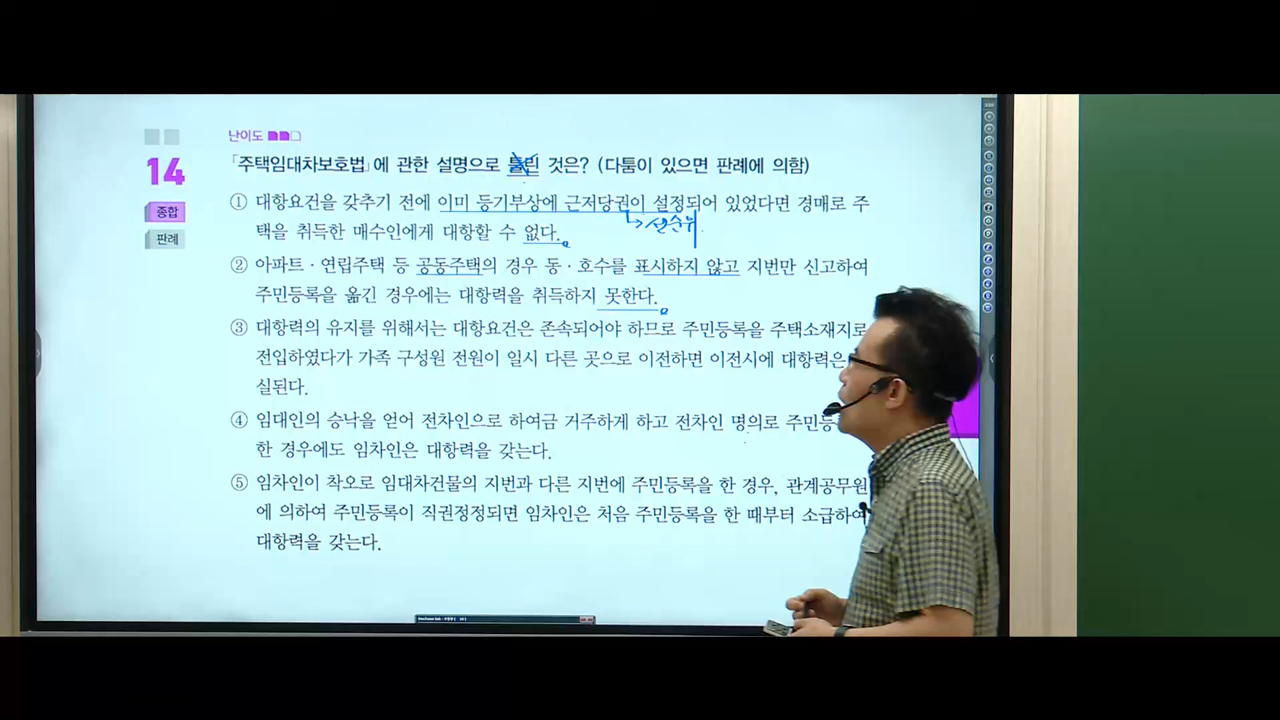 난이도
14
「주택임대차보호법」에 관한 설명으로 틀린 것은? (다툼이 있으면 판례에 의함)
종합
판례
① 대항요건을 갖추기 전에 이미 등기부상에 근저당권이 설정되어 있었다면 경매로 주
택을 취득한 매수인에게 대항할 수 없다.
선순위
② 아파트·연립주택 등 공동주택의 경우 동·호수를 표시하지 않고 지번만 신고하여
주민등록을 옮긴 경우에는 대항력을 취득하지 못한다.
③ 대항력의 유지를 위해서는 대항요건은 존속되어야 하므로 주민등록을 주택소재지로
전입하였다가 가족 구성원 전원이 일시 다른 곳으로 이전하면 이전시에 대항력은
실된다.
④ 임대인의 승낙을 얻어 전차인으로 하여금 거주하게 하고 전차인 명의로
한 경우에도 임차인은 대항력을 갖는다.
⑤ 임차인이 착오로 임대차건물의 지번과 다른 지번에 주민등록을 한 경우, 관계공무원
에 의하여 주민등록이 직권정정되면 임차인은 처음 주민등록을 한 때부터 소급하여
대항력을 갖는다.